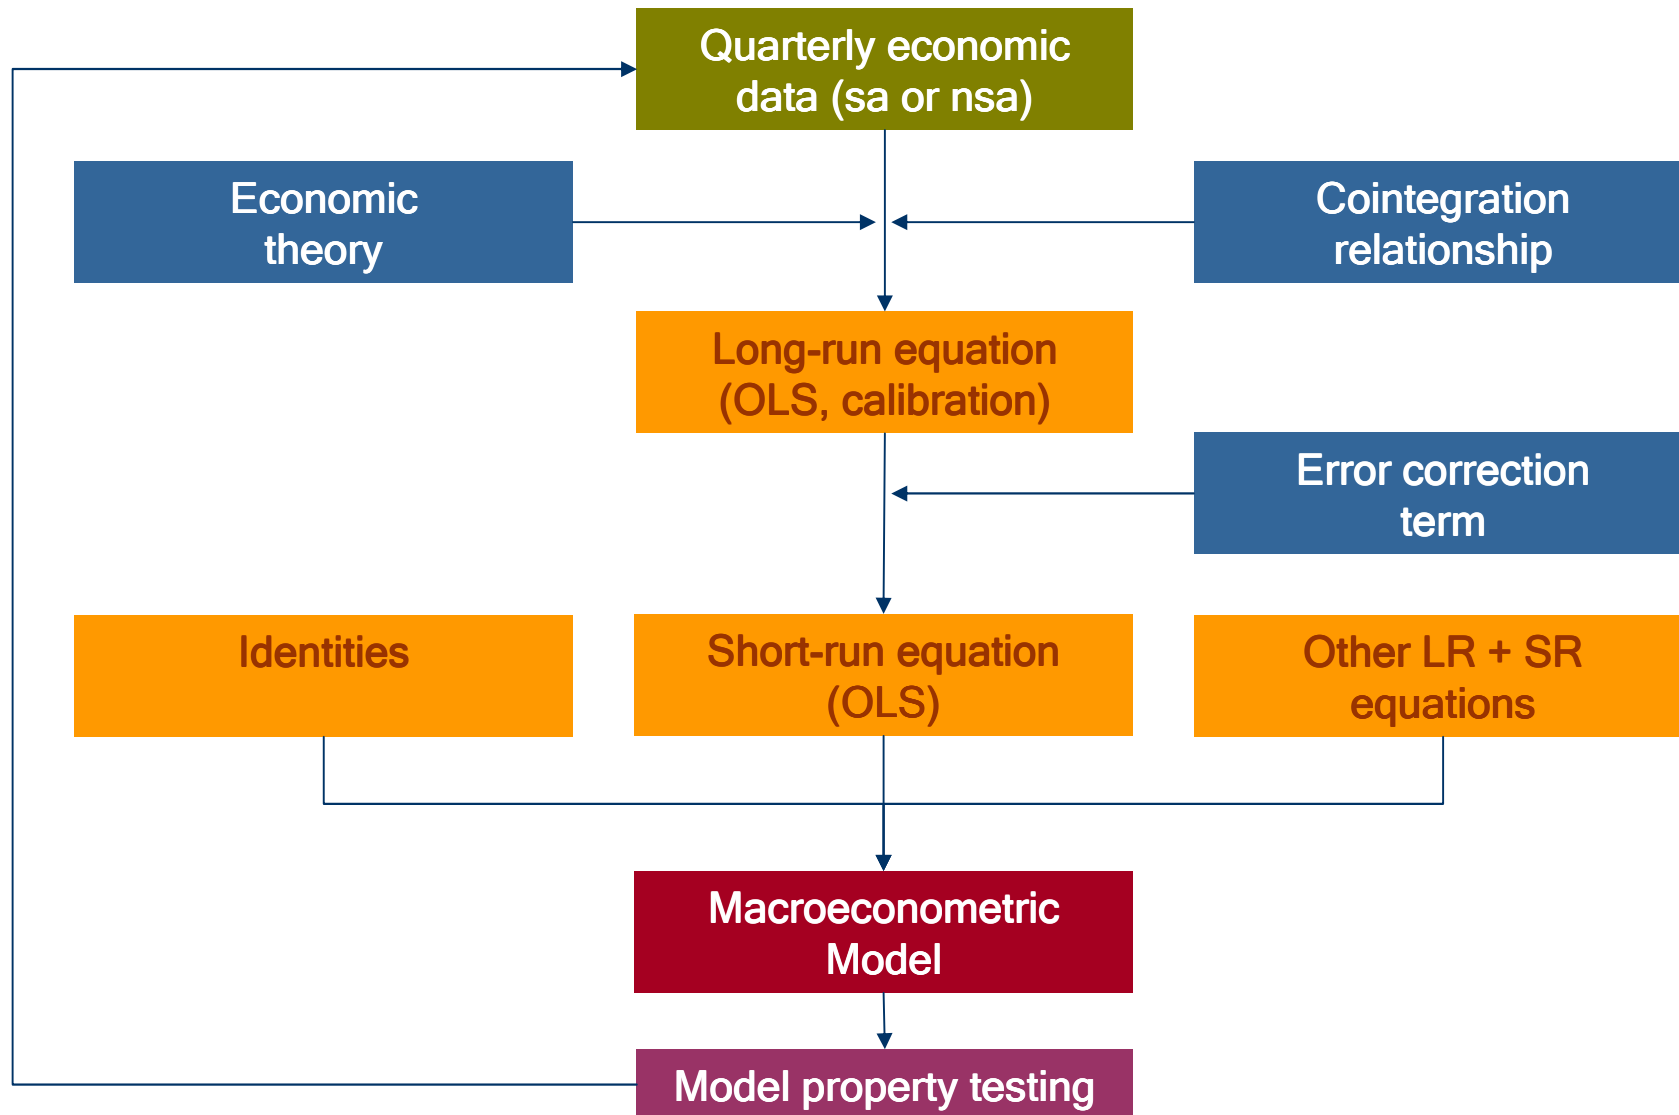 Quarterly economic
data (sa or nsa)
Economic
theory
Cointegration
relationship
Long-run equation
(OLS, calibration)
Error correction
term
Identities
Short-run equation
(OLS)
Other LR + SR
equations
Macroeconometric
Model
Model property testing